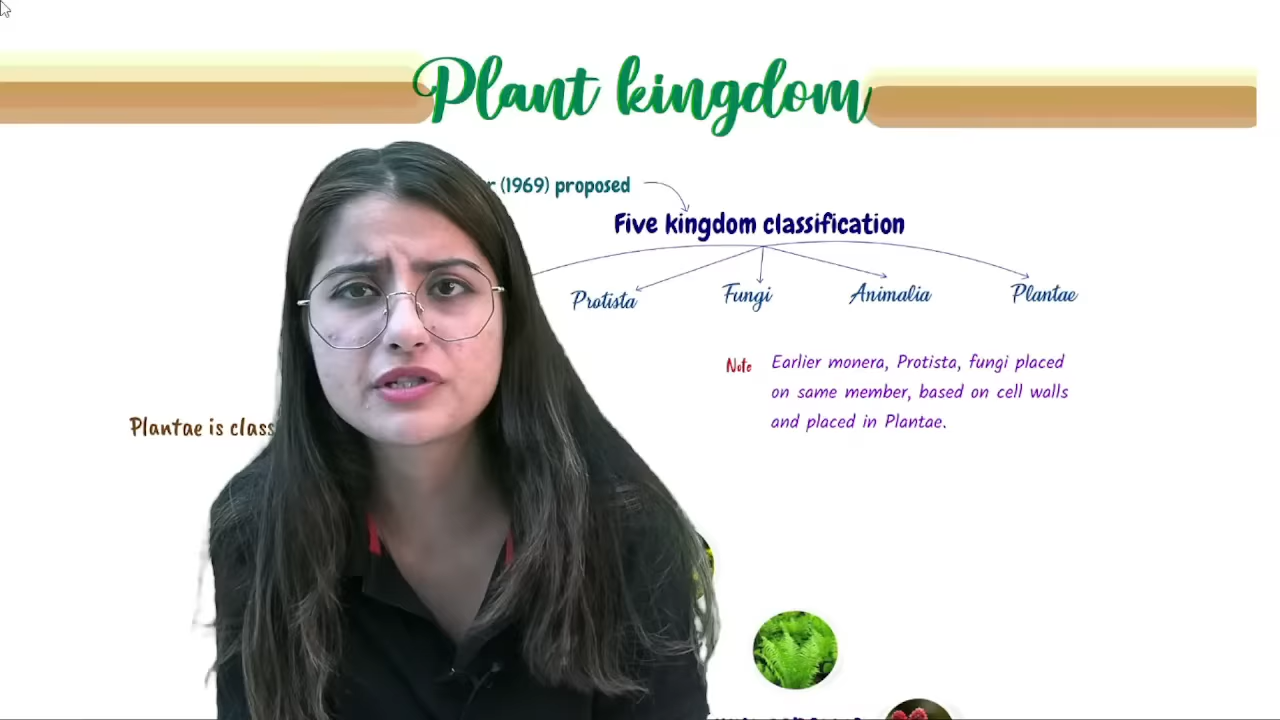 Plant kingdom
(1969) proposed
Five kingdom classification
Protista
Fungi
Animalia
Plantae
Note
Earlier monera, Protista, fungi placed
on same member, based on cell walls
and placed in Plantae.
Plantae is